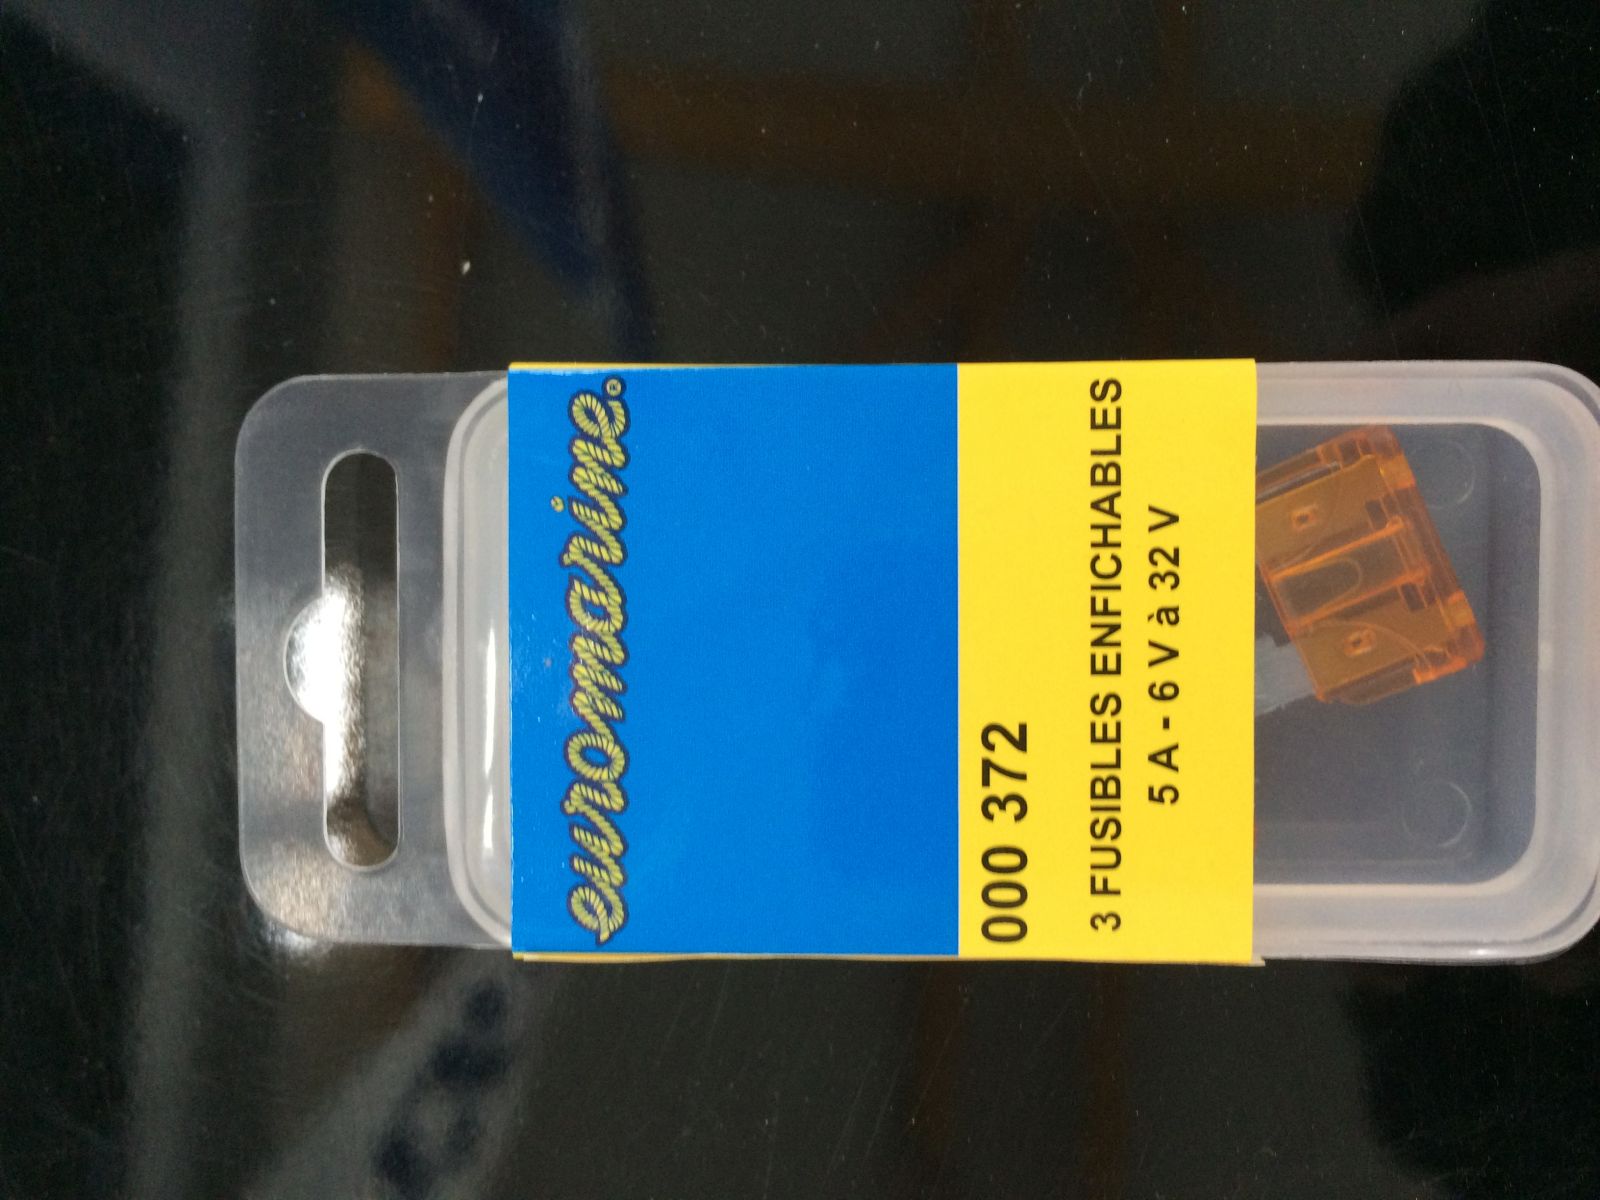 euromarine®
000 372
3 FUSIBLES ENFICHABLES
5 A - 6 V à 32 V